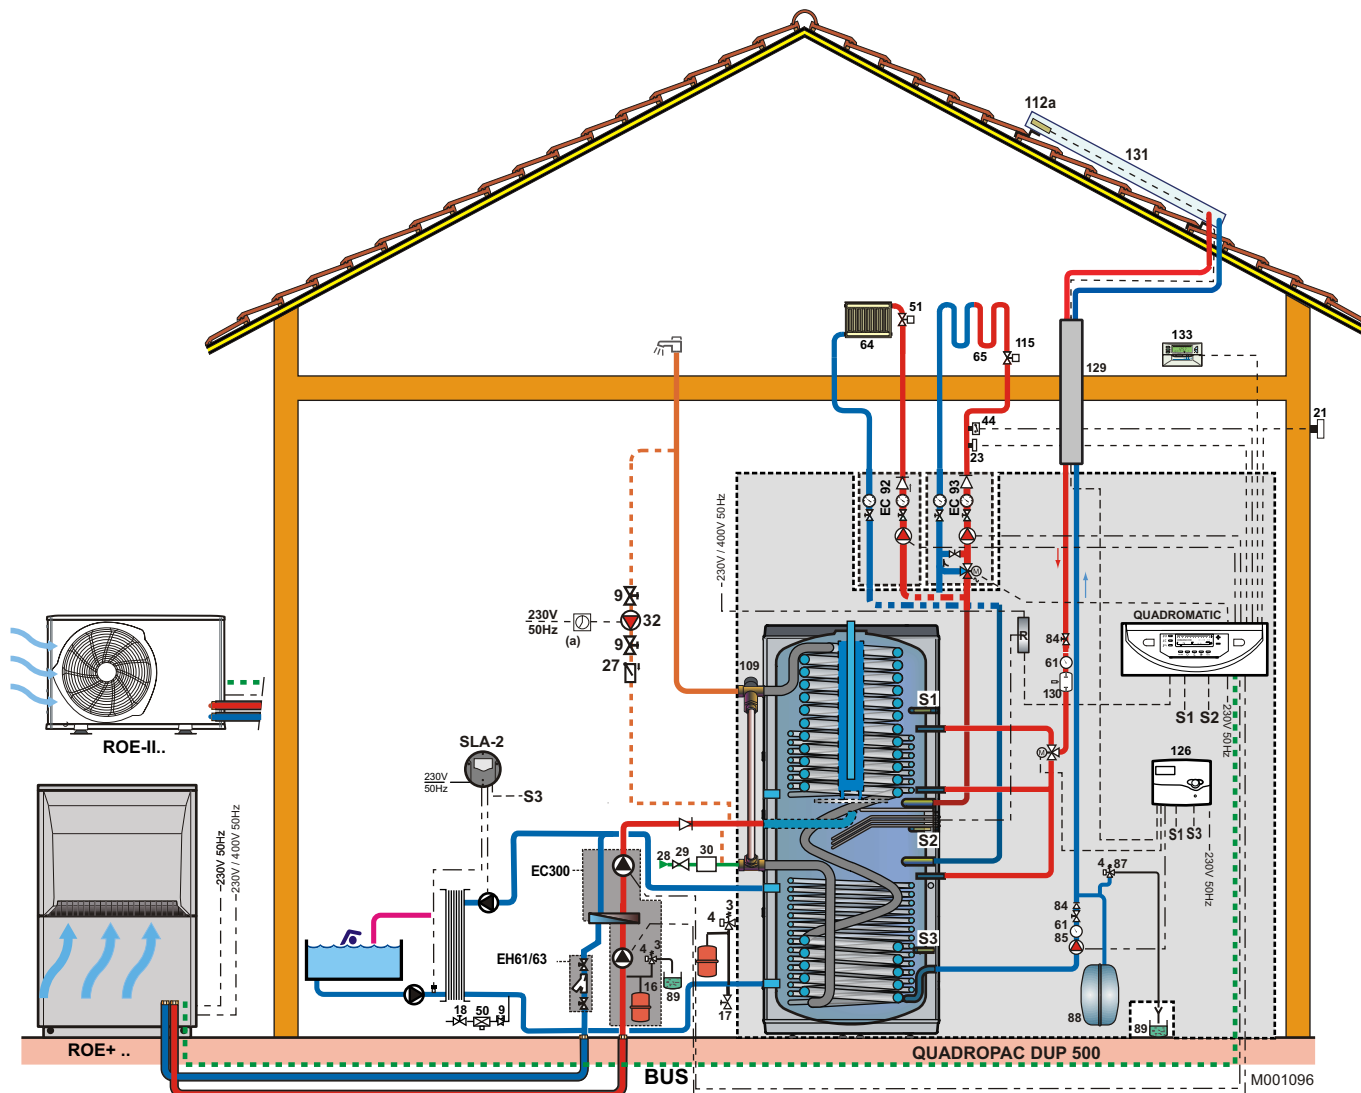 112a
131
51
64
65
115
133
129
44
21
23
EC 92
EC 93
230V / 400V 50Hz
9
230V
50Hz
(a)
32
9
27
QUADROMATIC
84
61
130
R
109
S1
S1 S2
230V 50Hz
ROE-II..
SLA-2
230V
50Hz
S3
M
M
126
S1 S3
230V 50Hz
28 29 30
S2
EC300
4 87
230V 50Hz
230V / 400V 50Hz
3
4
84
61
85
S3
EH61/63
4 3
16
89
17
18 50 9
88
89
ROE+ ..
QUADROPAC DUP 500
BUS
M001096